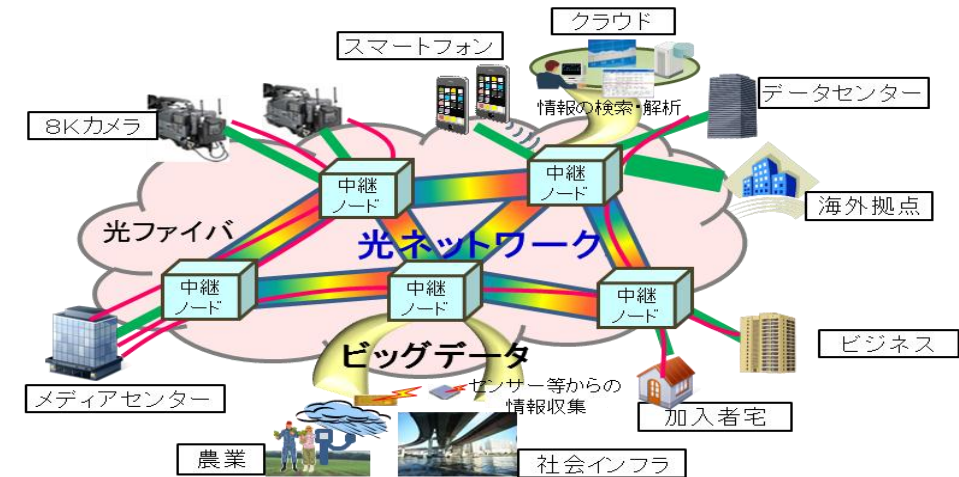 クラウド
スマートフォン
情報の検索・解析
データセンター
8Kカメラ
中継
ノード
中継
ノード
海外拠点
光ファイバ
光ネットワーク
中継
ノード
中継
ノード
中継
ノード
ビジネス
ビッグデータ
メディアセンター
センサー等からの
情報収集
加入者宅
農業
社会インフラ